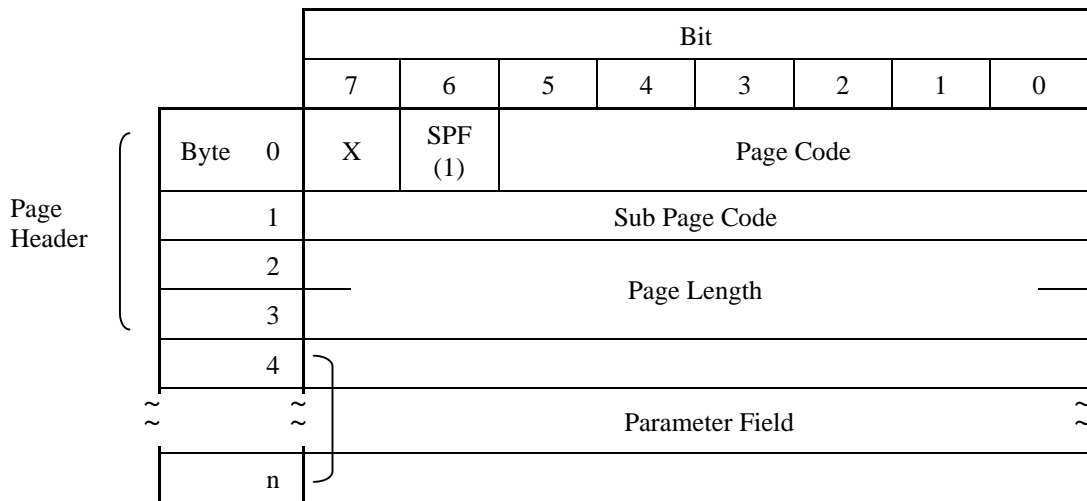 Bit
7 6 5 4 3 2 1 0
Byte 0 X SPF (1) Page Code
Page Header
1 Sub Page Code
2
Page Length
3
4
~ ~ ~
~ ~ Parameter Field ~
n